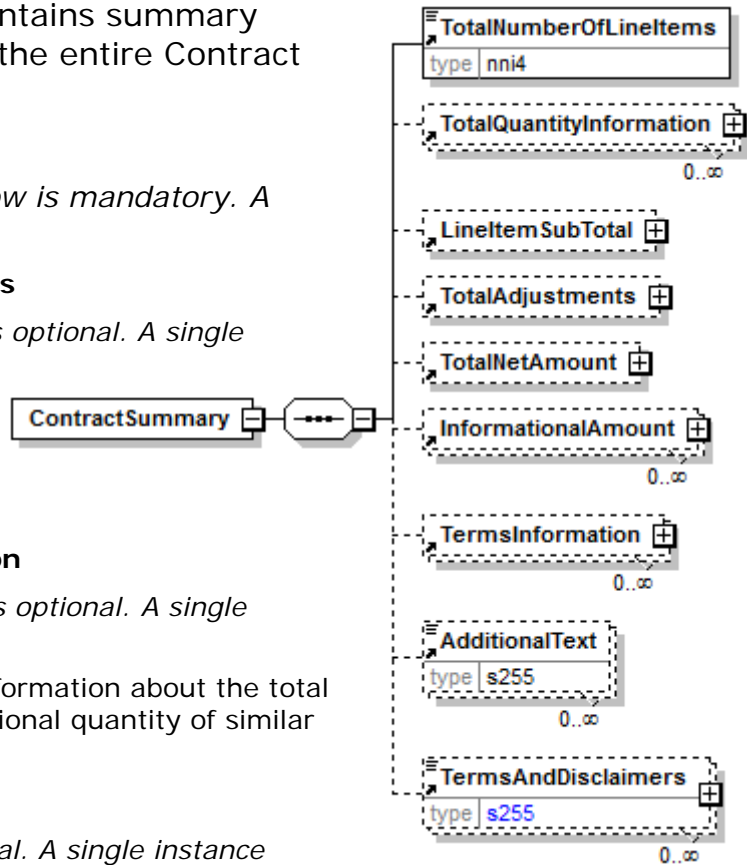 ntains summary
the entire Contract
w is mandatory. A
s
s optional. A single
on
s optional. A single
formation about the total
ional quantity of similar
al. A single instance
ContractSummary
TotalNumberOfLineItems
type nni4
TotalQuantityInformation
0..∞
LineItemSubTotal
TotalAdjustments
TotalNetAmount
InformationalAmount
0..∞
TermsInformation
0..∞
AdditionalText
type s255
0..∞
TermsAndDisclaimers
type s255
0..∞